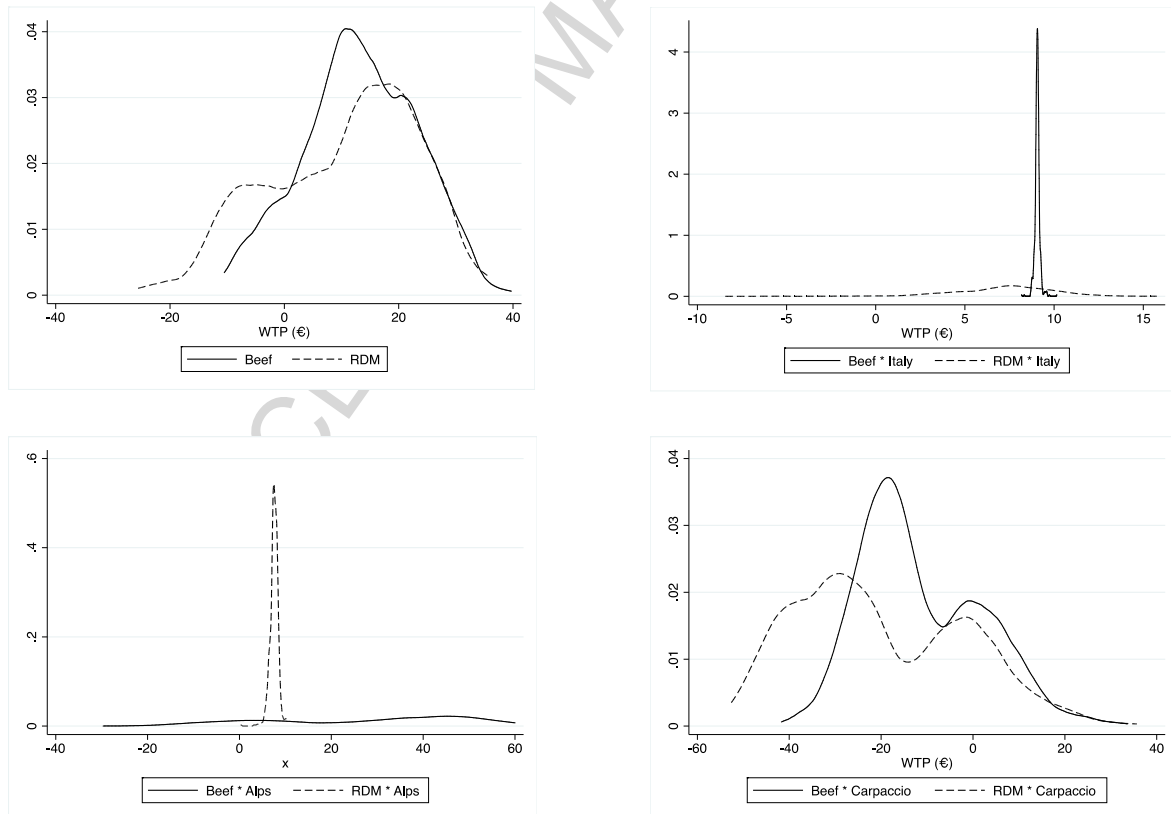 .04
.03
.02
.01
0
-40 -20 0 20 40
WTP (€)
Beef RDM
4
3
2
1
0
-10 -5 0 5 10 15
WTP (€)
Beef * Italy RDM * Italy
.6
.4
.2
0
-40 -20 0 20 40 60
x
Beef * Alps RDM * Alps
.04
.03
.02
.01
0
-60 -40 -20 0 20 40
WTP (€)
Beef * Carpaccio RDM * Carpaccio
MA